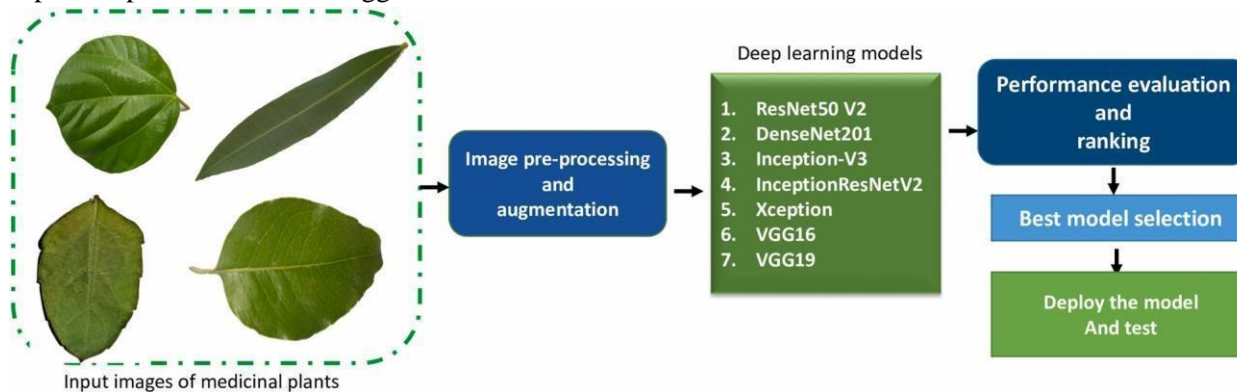 Input images of medicinal plants
Image pre-processing
and
augmentation
Deep learning models
1. ResNet50 V2
2. DenseNet201
3. Inception-V3
4. InceptionResNetV2
5. Xception
6. VGG16
7. VGG19
Performance evaluation
and
ranking
Best model selection
Deploy the model
And test